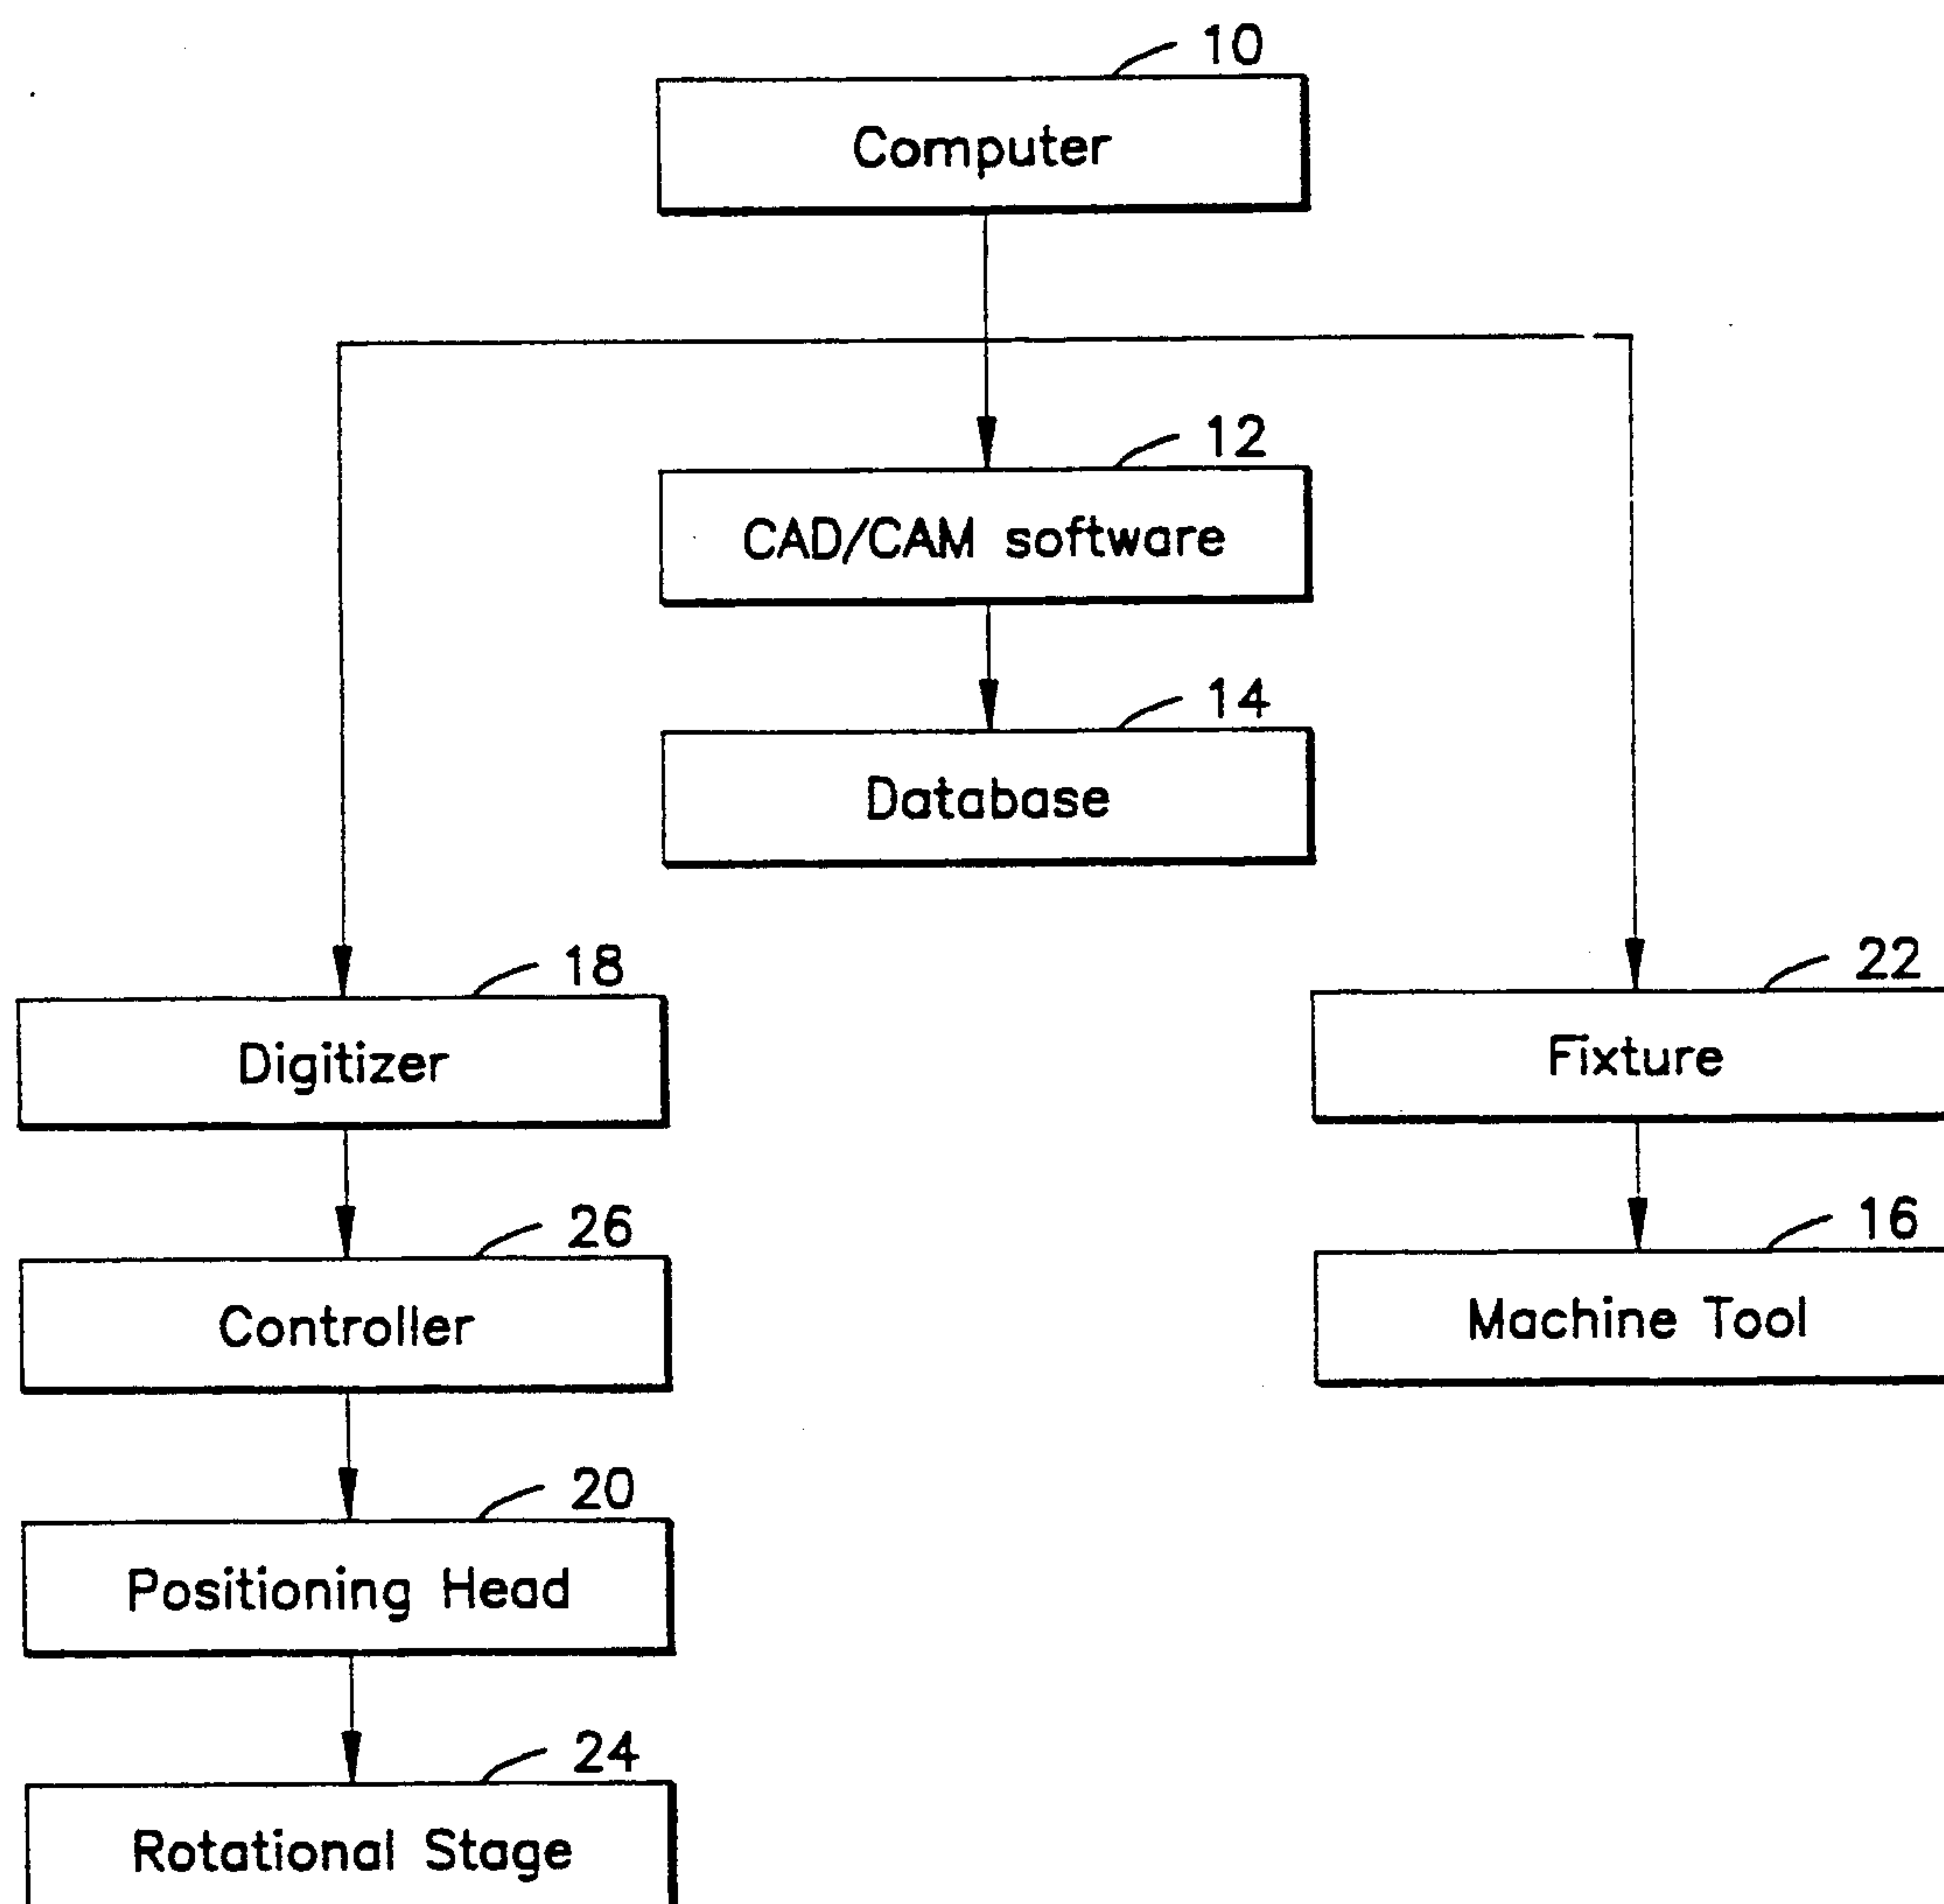 10
Computer
12
CAD/CAM software
14
Database
18
Digitizer
22
Fixture
26
Controller
16
Machine Tool
20
Positioning Head
24
Rotational Stage